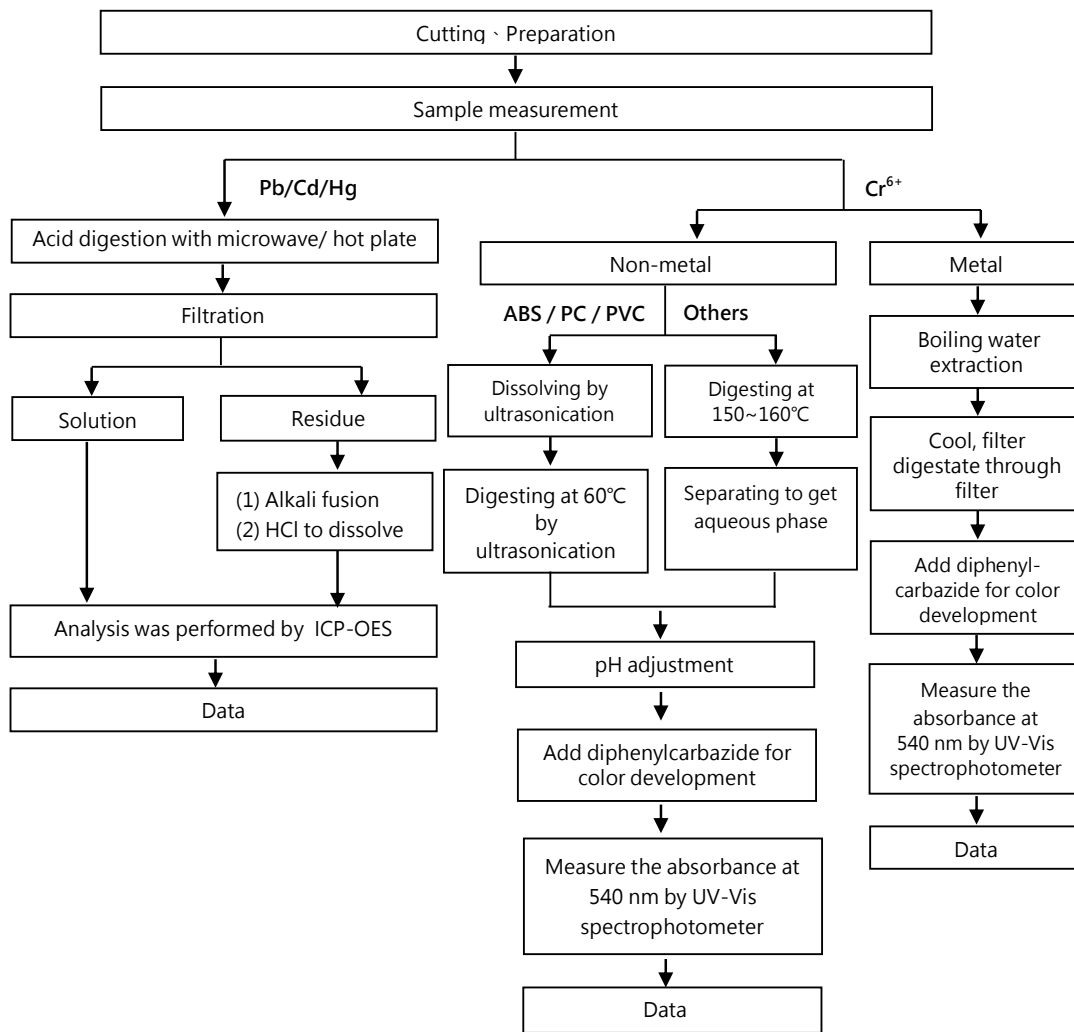 Cutting、Preparation
Sample measurement
Pb/Cd/Hg
Acid digestion with microwave/ hot plate
Filtration
Solution
Residue
(1) Alkali fusion
(2) HCl to dissolve
Analysis was performed by ICP-OES
Data
Cr⁶⁺
Non-metal
ABS / PC / PVC
Others
Dissolving by
ultrasonication
Digesting at 60℃
by
ultrasonication
Digesting at
150~160℃
Separating to get
aqueous phase
pH adjustment
Add diphenylcarbazide for
color development
Measure the absorbance at
540 nm by UV-Vis
spectrophotometer
Data
Metal
Boiling water
extraction
Cool, filter
digestate through
filter
Add diphenyl-
carbazide for color
development
Measure the
absorbance at
540 nm by UV-Vis
spectrophotometer
Data